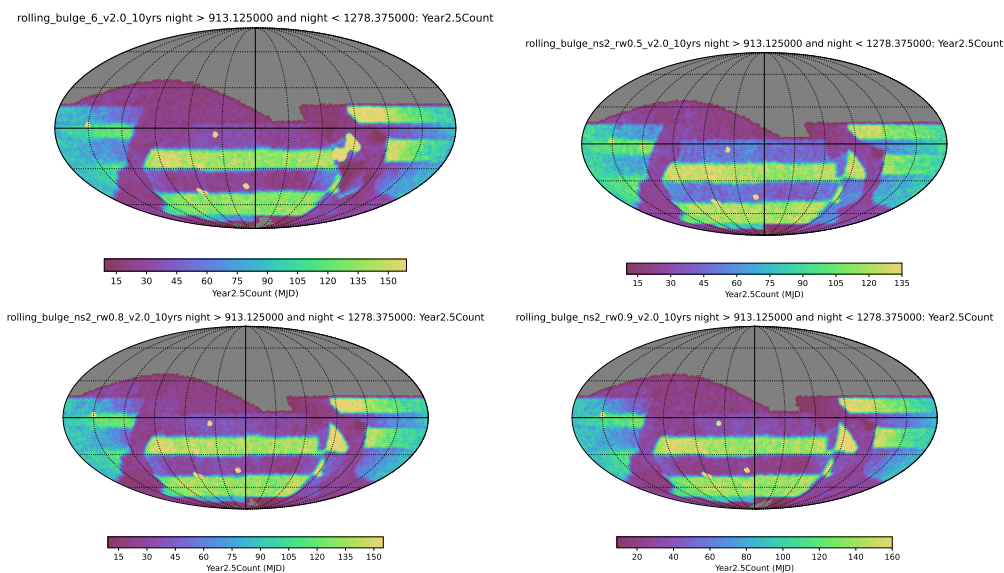 rolling_bulge_6_v2.0_10yrs night > 913.125000 and night < 1278.375000: Year2.5Count
15 30 45 60 75 90 105 120 135 150
Year2.5Count (MJD)
rolling_bulge_ns2_rw0.5_v2.0_10yrs night > 913.125000 and night < 1278.375000: Year2.5Count
15 30 45 60 75 90 105 120 135
Year2.5Count (MJD)
rolling_bulge_ns2_rw0.8_v2.0_10yrs night > 913.125000 and night < 1278.375000: Year2.5Count
15 30 45 60 75 90 105 120 135 150
Year2.5Count (MJD)
rolling_bulge_ns2_rw0.9_v2.0_10yrs night > 913.125000 and night < 1278.375000: Year2.5Count
20 40 60 80 100 120 140 160
Year2.5Count (MJD)